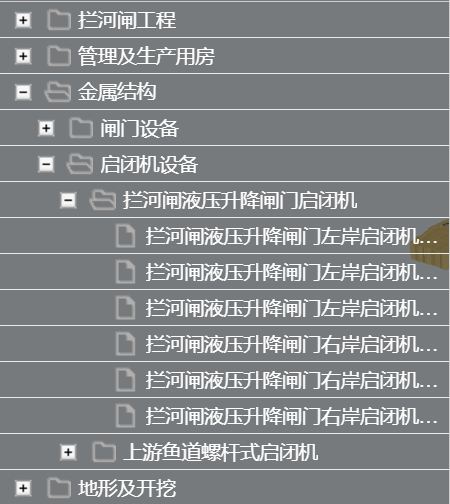 拦河闸工程
管理及生产用房
金属结构
闸门设备
启闭机设备
拦河闸液压升降闸门启闭机
拦河闸液压升降闸门左岸启闭机...
拦河闸液压升降闸门左岸启闭机...
拦河闸液压升降闸门左岸启闭机...
拦河闸液压升降闸门右岸启闭机...
拦河闸液压升降闸门右岸启闭机...
拦河闸液压升降闸门右岸启闭机...
上游鱼道螺杆式启闭机
地形及开挖